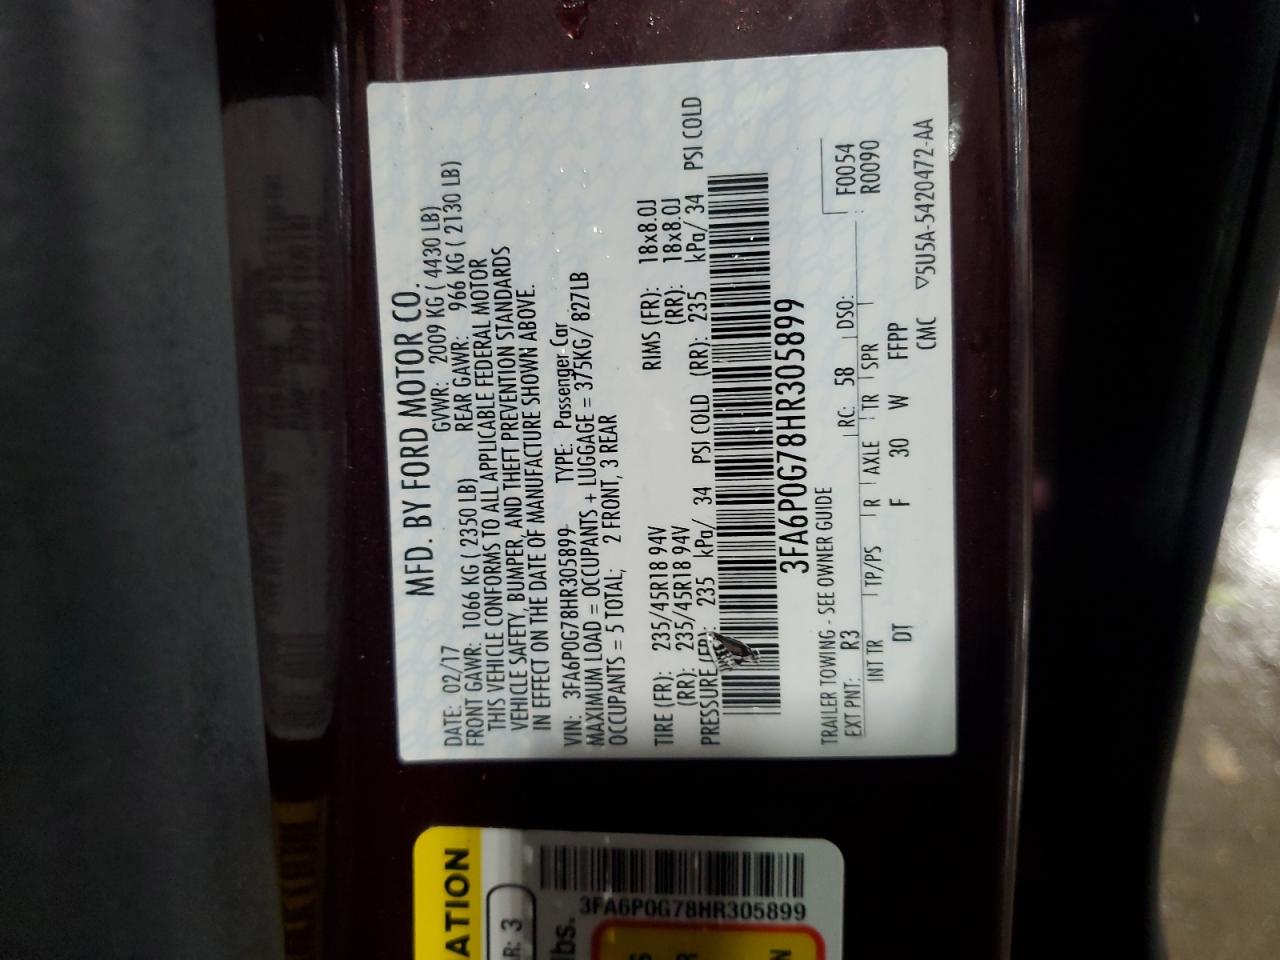 MFD. BY FORD MOTOR CO.
DATE: 02/17 GVWR: 2009 KG ( 4430 LB)
FRONT GAWR: 1066 KG ( 2350 LB) REAR GAWR: 966 KG ( 2130 LB)
THIS VEHICLE CONFORMS TO ALL APPLICABLE FEDERAL MOTOR
VEHICLE SAFETY, BUMPER, AND THEFT PREVENTION STANDARDS
IN EFFECT ON THE DATE OF MANUFACTURE SHOWN ABOVE.
VIN: 3FA6P0G78HR305899 TYPE: Passenger Car
MAXIMUM LOAD = OCCUPANTS + LUGGAGE = 375KG/ 827LB
OCCUPANTS = 5 TOTAL; 2 FRONT, 3 REAR
TIRE (FR): 235/45R18 94V RIMS (FR): 18x8.0J
(RR): 235/45R18 94V (RR): 18x8.0J
PRESSURE (FR): 235 kPa/ 34 PSI COLD (RR): 235 kPa/ 34 PSI COLD
3FA6P0G78HR305899
TRAILER TOWING - SEE OWNER GUIDE
EXT PNT: R3 RC: 58 DSO: F0054
R0090
INT TR TP/PS R AXLE TR SPR
DT F 30 W FFPP
CMC ▽5U5A-5420472-AA
ATION
R: 3
3FA6P0G78HR305899
lbs.